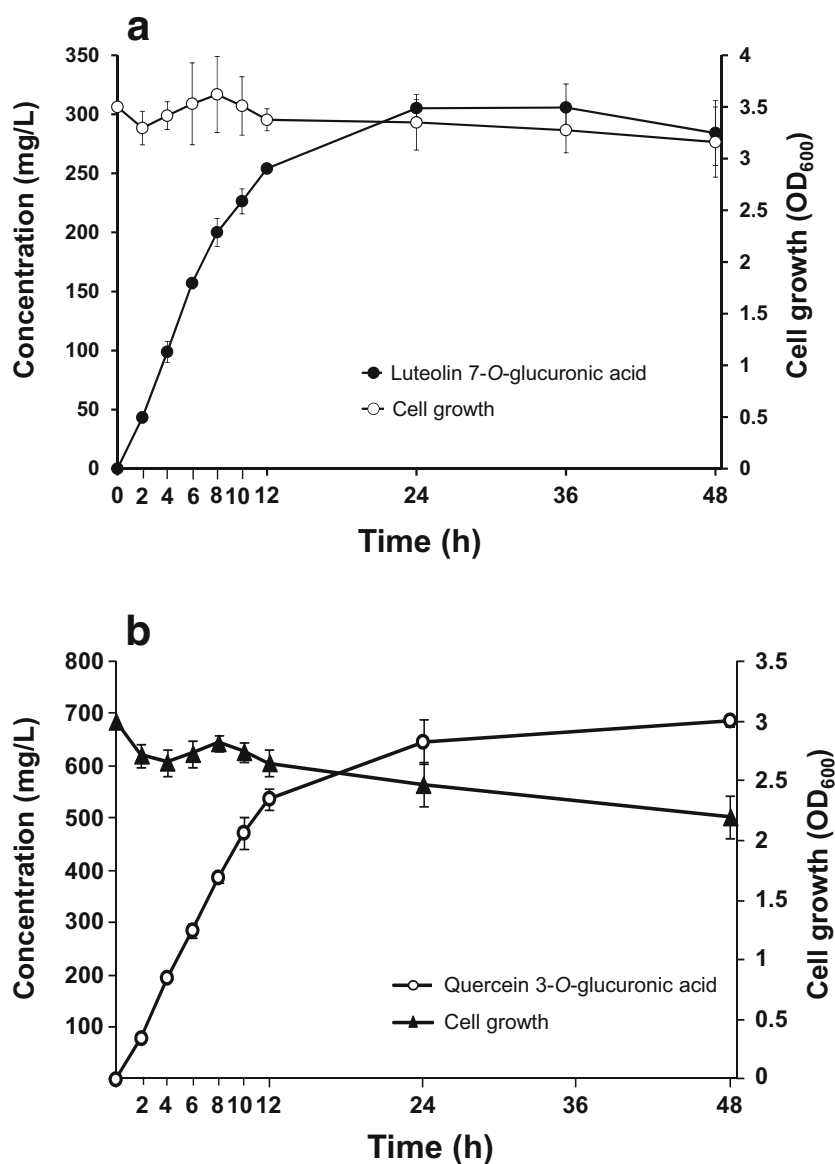 a
350
300
250
200
150
100
50
0
Concentration (mg/L)
4
3.5
3
2.5
2
1.5
1
0.5
0
Cell growth (OD600)
Luteolin 7-O-glucuronic acid
Cell growth
0 2 4 6 8 10 12 24 36 48
Time (h)
b
800
700
600
500
400
300
200
100
Concentration (mg/L)
3.5
3
2.5
2
1.5
1
0.5
0
Cell growth (OD600)
Quercein 3-O-glucuronic acid
Cell growth
2 4 6 8 10 12 24 36 48
Time (h)